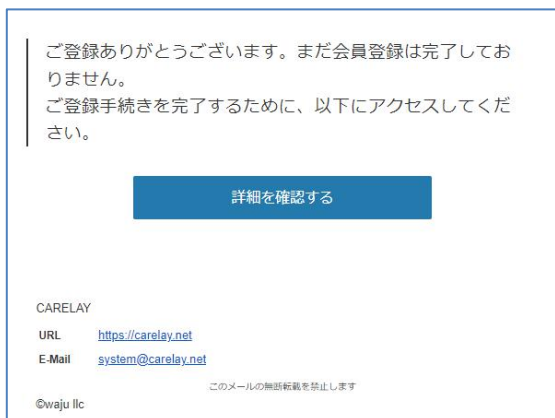 ご登録ありがとうございます。まだ会員登録は完了してお
りません。
ご登録手続きを完了するために、以下にアクセスしてくだ
さい。
詳細を確認する
CARELAY
URL https://carelay.net
E-Mail system@carelay.net
このメールの無断転載を禁止します
©waju llc